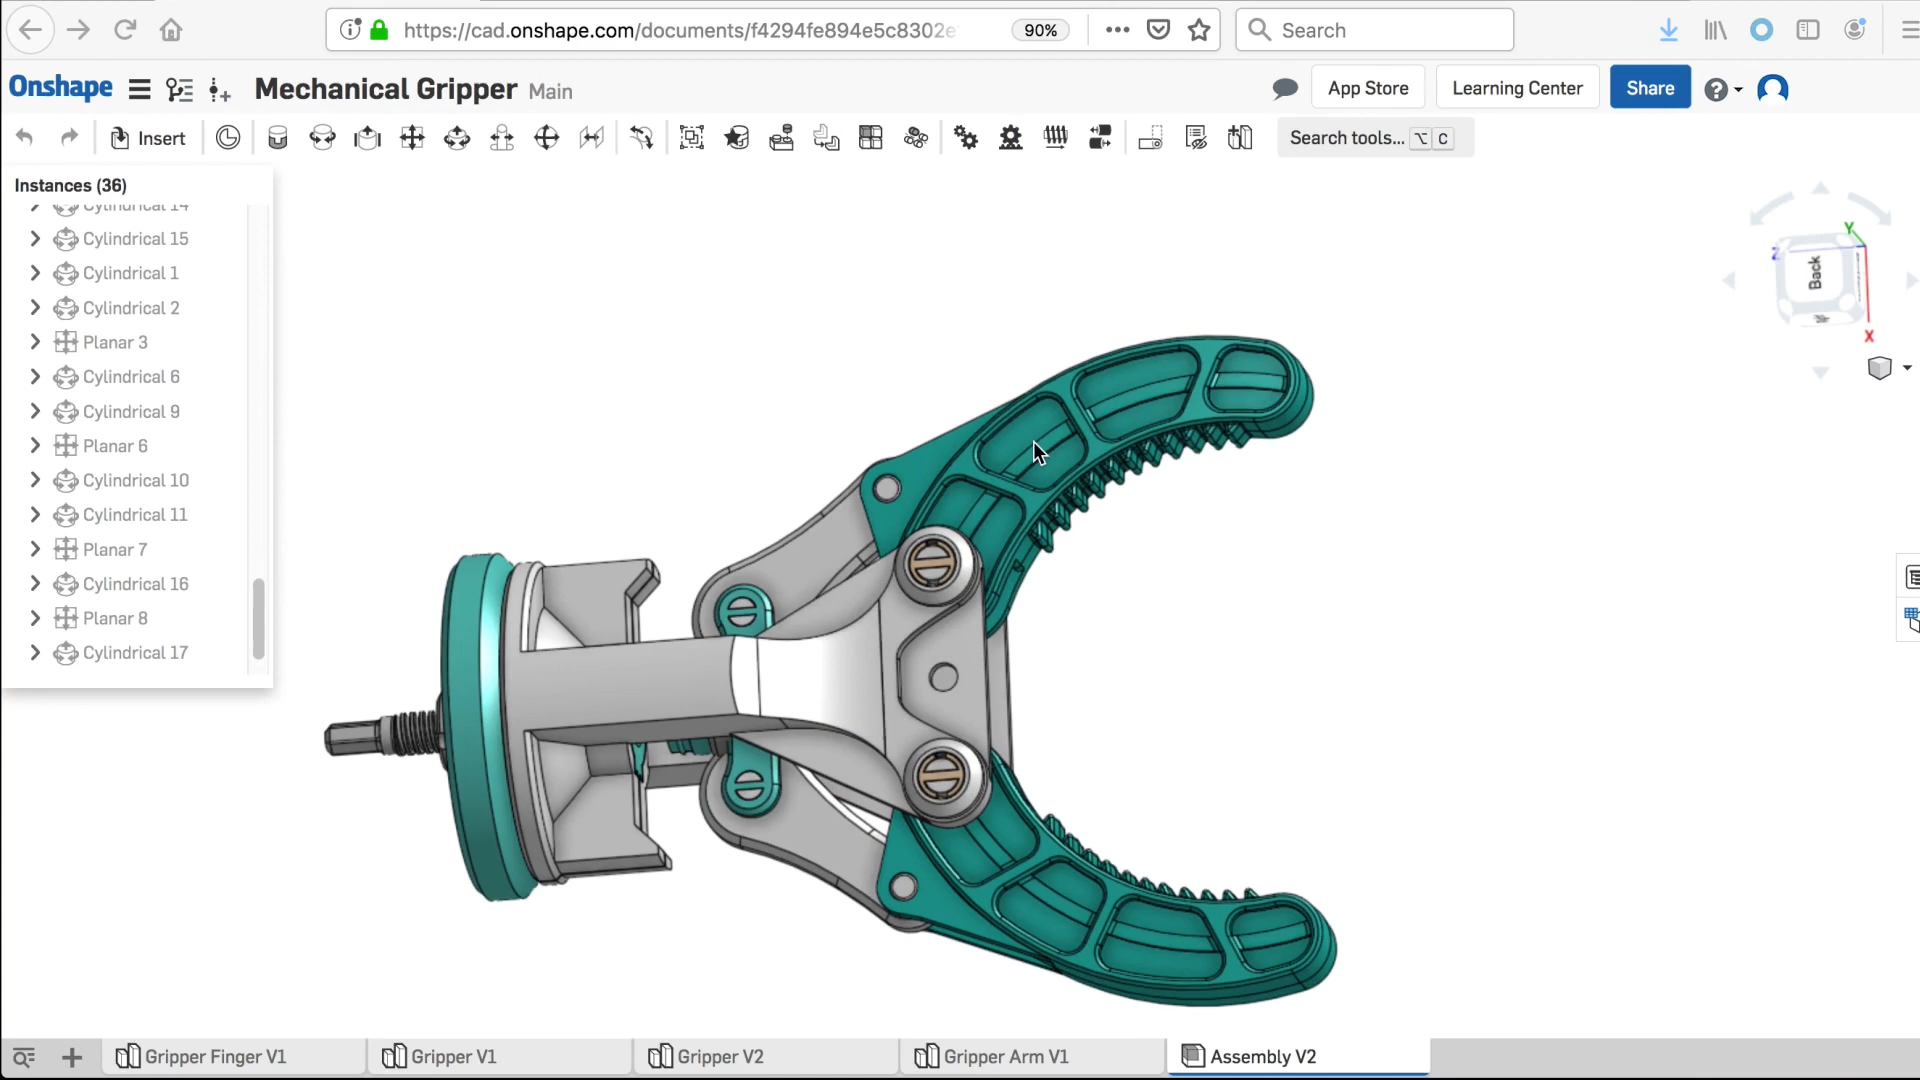 https://cad.onshape.com/documents/f4294fe894e5c8302e
90%
Search
Onshape
Mechanical Gripper Main
App Store
Learning Center
Share
Insert
Search tools... ⌥ C
Instances (36)
Cylindrical 14
Cylindrical 15
Cylindrical 1
Cylindrical 2
Planar 3
Cylindrical 6
Cylindrical 9
Planar 6
Cylindrical 10
Cylindrical 11
Planar 7
Cylindrical 16
Planar 8
Cylindrical 17
Y
Z
Back
X
Gripper Finger V1
Gripper V1
Gripper V2
Gripper Arm V1
Assembly V2